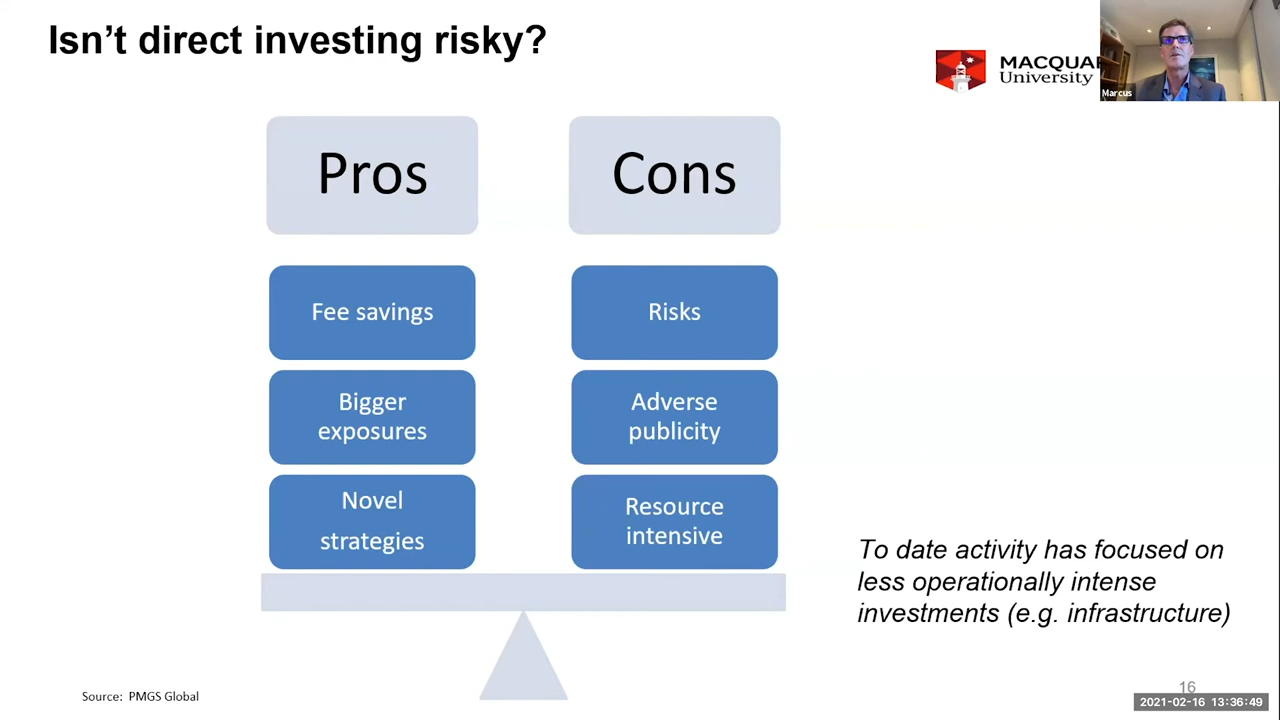 Isn’t direct investing risky?
University
Marcus
Pros
Cons
Fee savings
Risks
Bigger
exposures
Adverse
publicity
Novel
strategies
Resource
intensive
To date activity has focused on
less operationally intense
investments (e.g. infrastructure)
Source: PMGS Global
16
2021-02-16 13:36:49